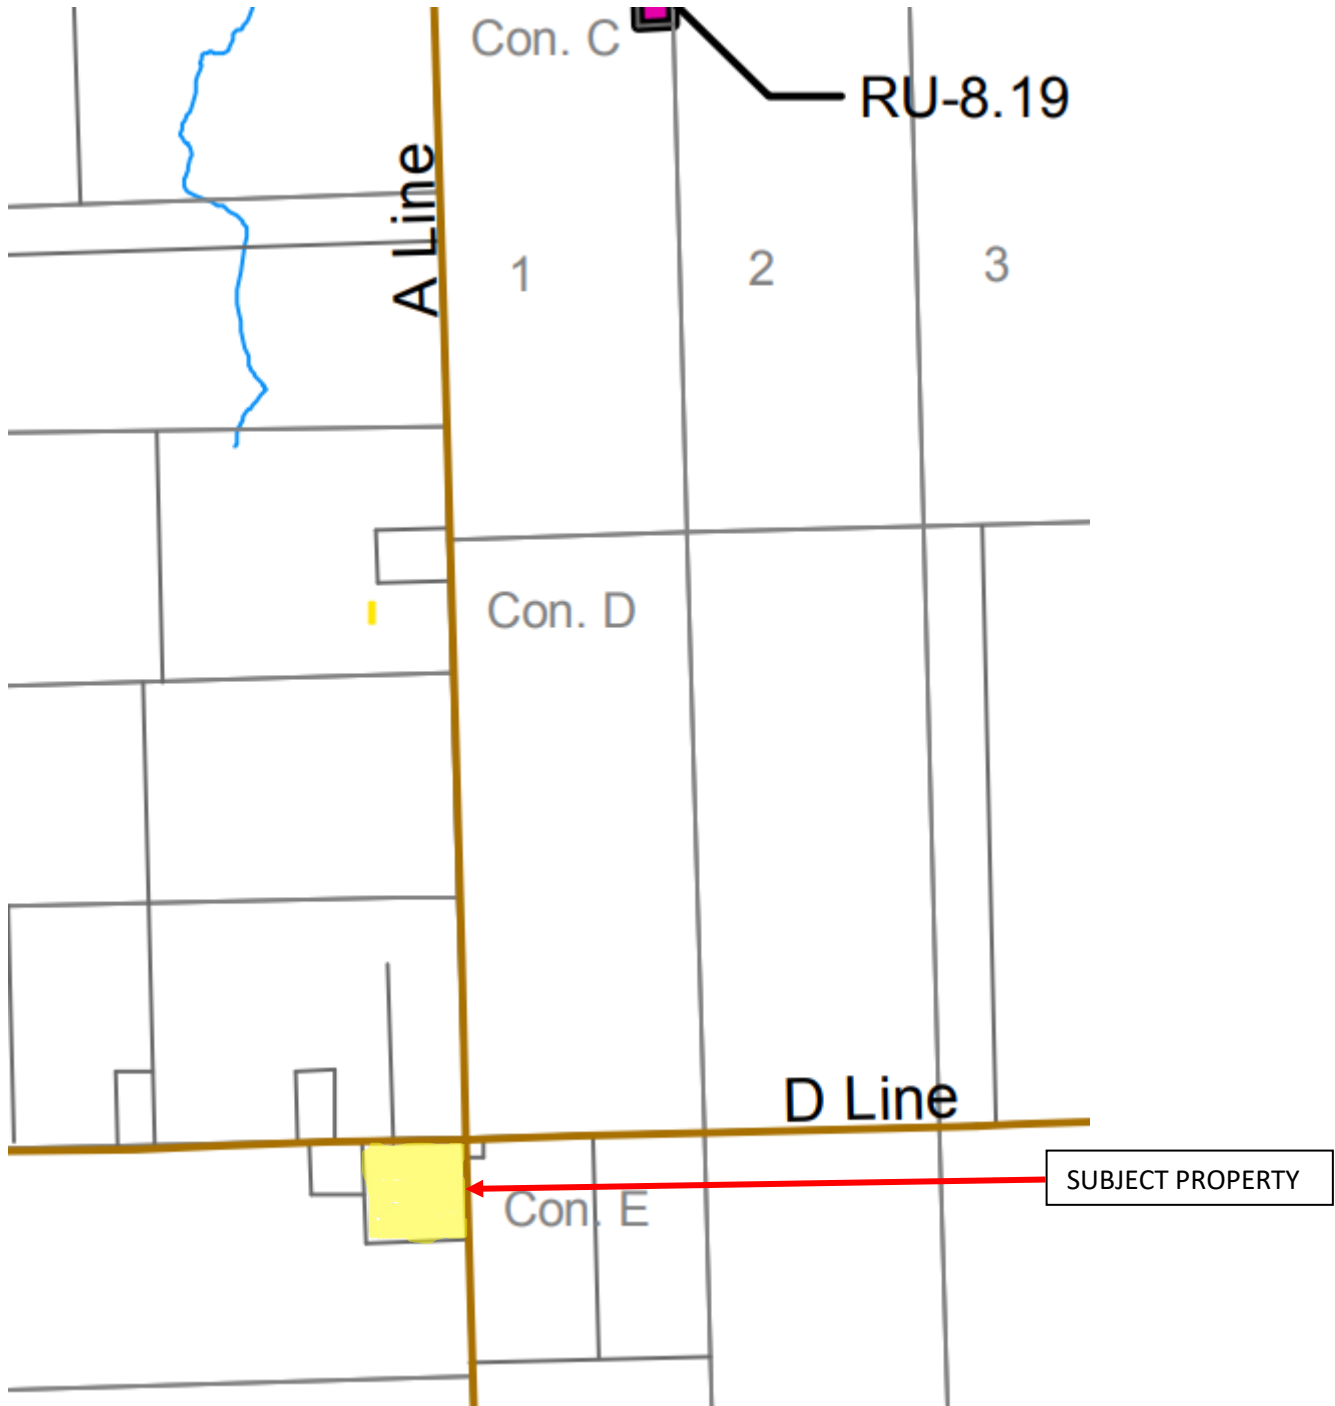 Con. C
RU-8.19
A Line
1
2
3
Con. D
D Line
SUBJECT PROPERTY
Con. E